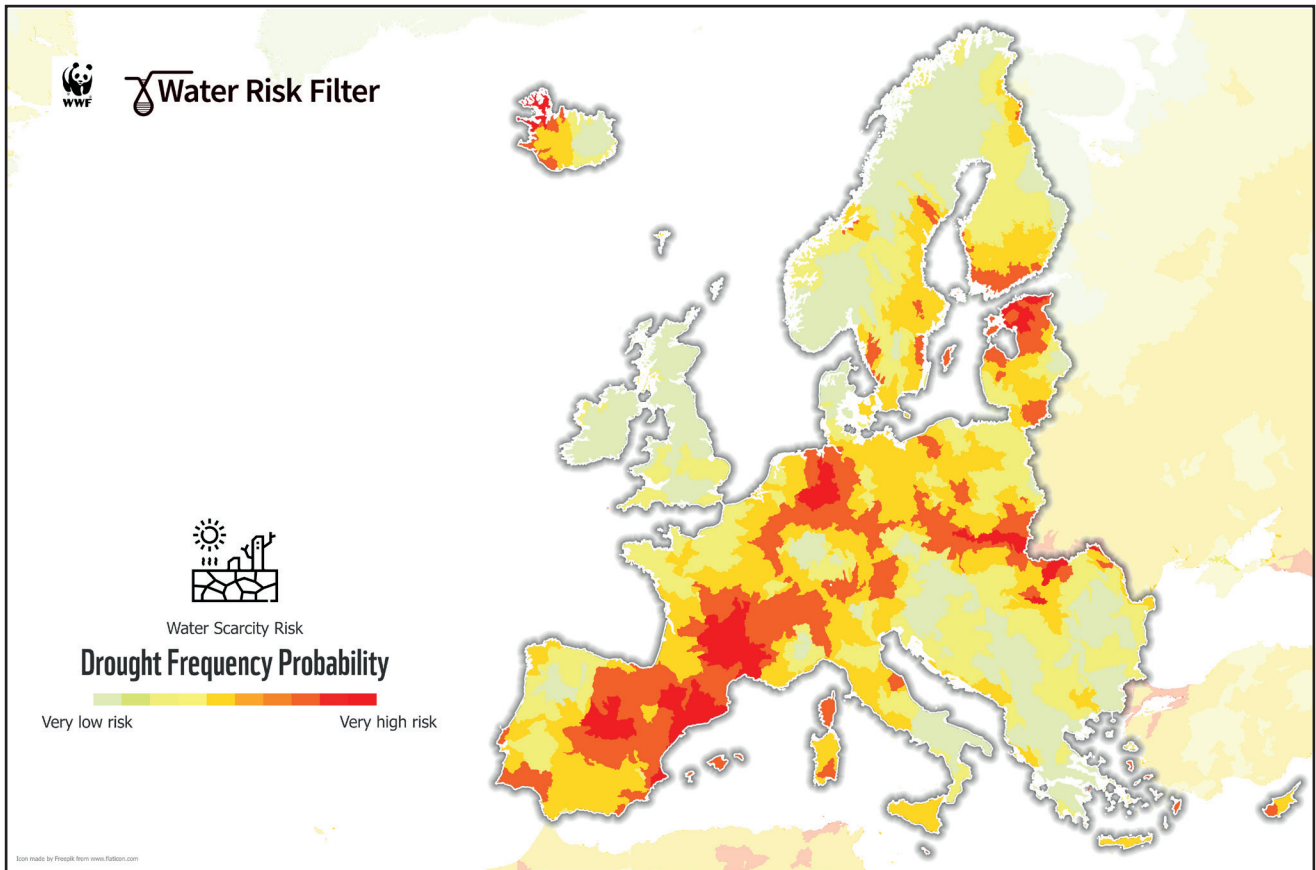 WWF
Water Risk Filter
Water Scarcity Risk
Drought Frequency Probability
Very low risk
Very high risk
Icon made by Freepik from www.flaticon.com